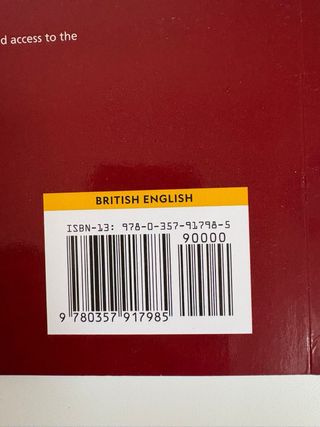 d access to the
BRITISH ENGLISH
ISBN-13: 978-0-357-91798-5
90000
9 780357 917985